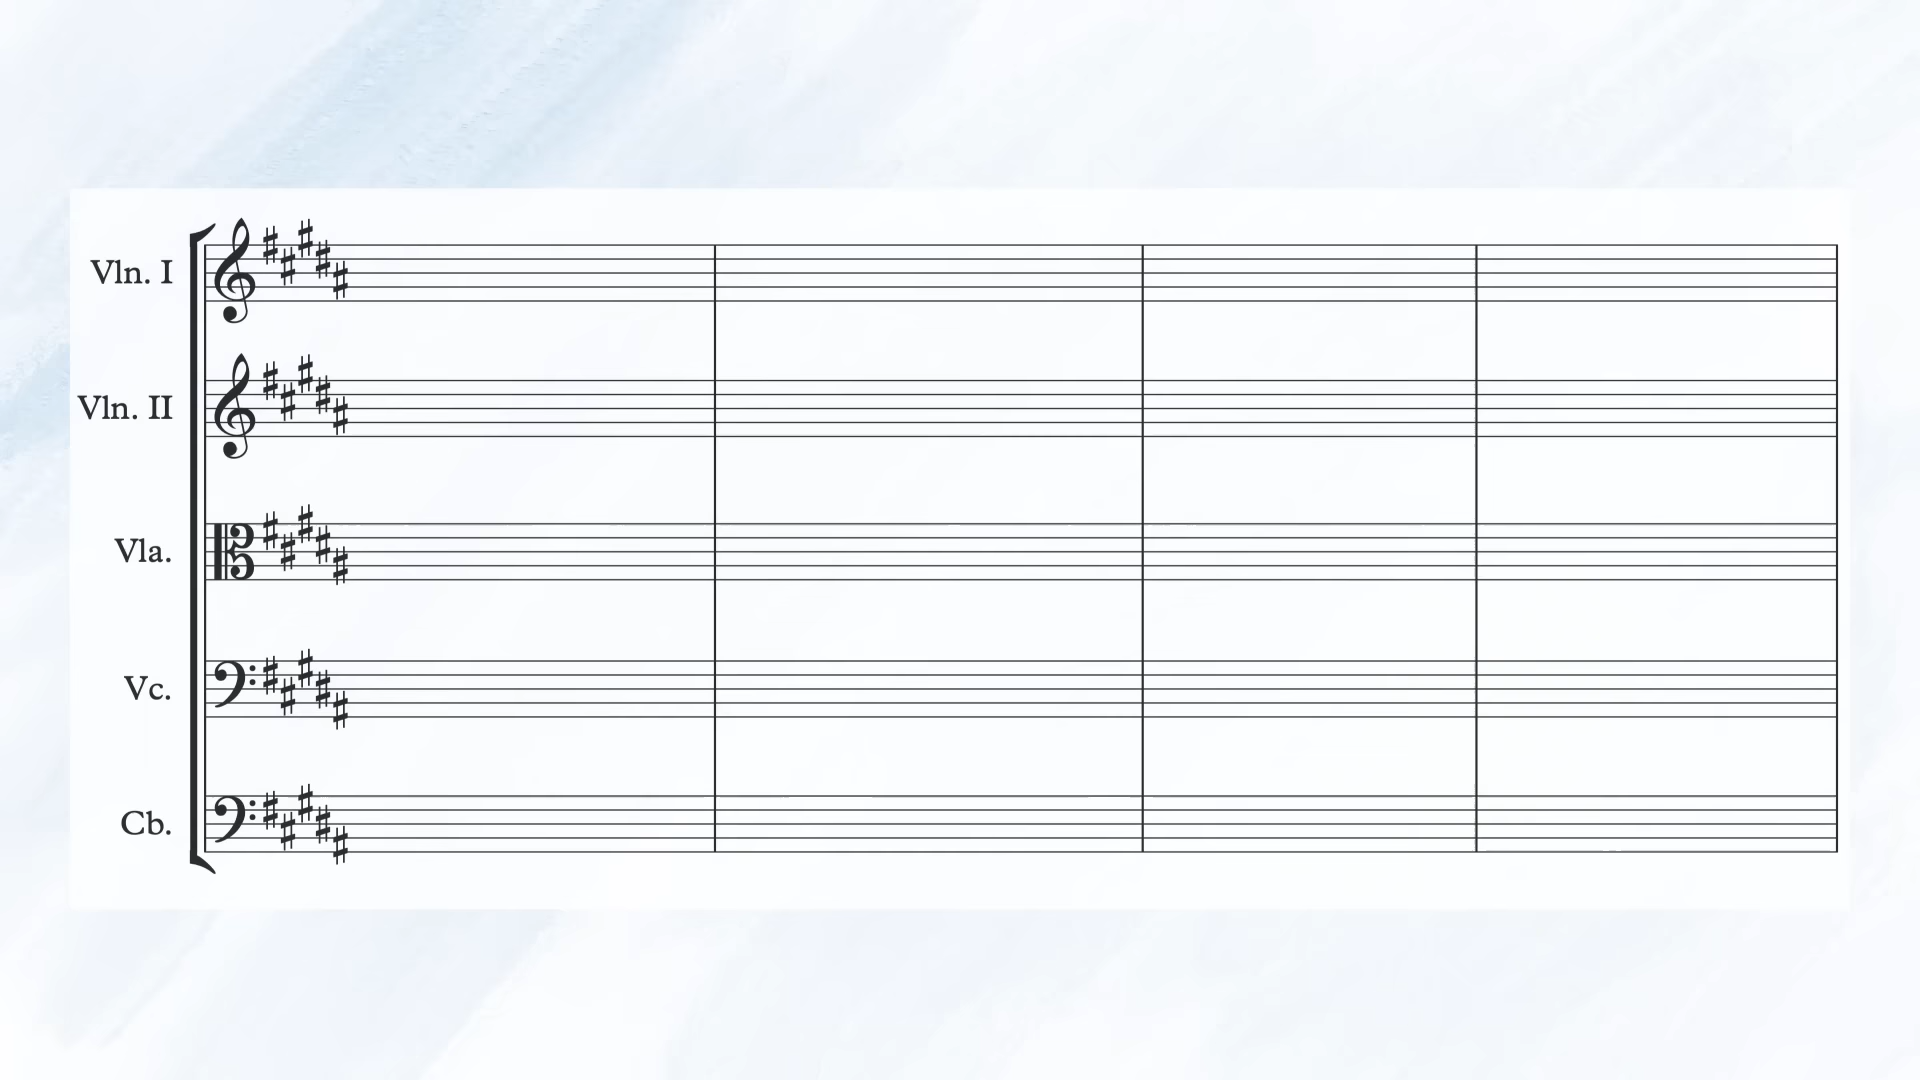 Vln. I
Vln. II
Vla.
Vc.
Cb.